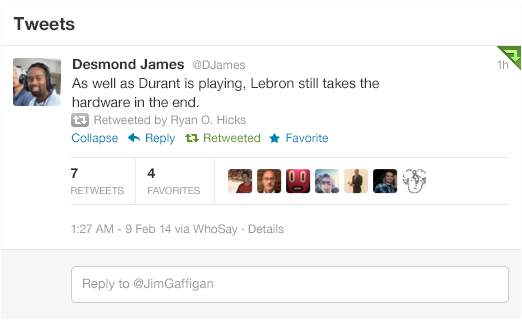 Tweets
Desmond James @DJames 1h
As well as Durant is playing, Lebron still takes the
hardware in the end.
Retweeted by Ryan O. Hicks
Collapse Reply Retweeted Favorite
7 4
RETWEETS FAVORITES
1:27 AM - 9 Feb 14 via WhoSay · Details
Reply to @JimGaffigan